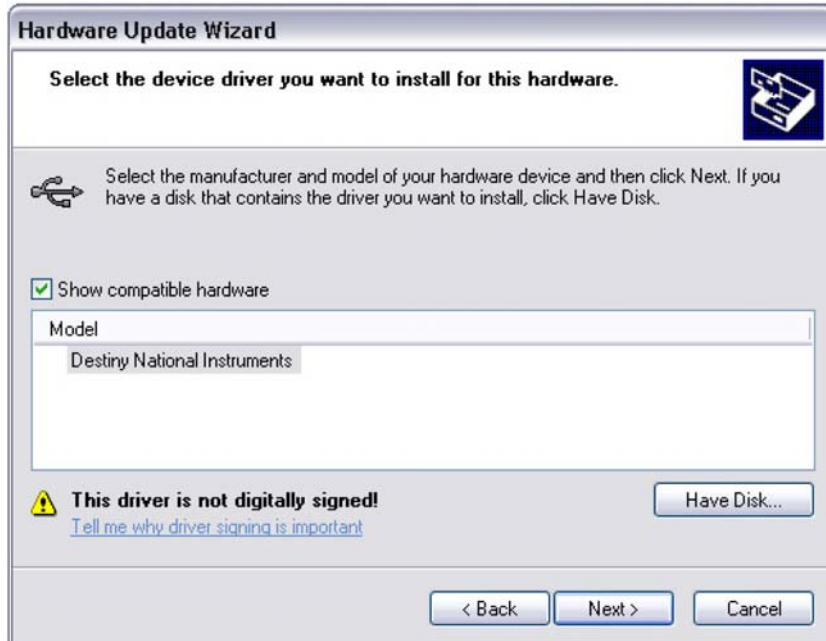 Hardware Update Wizard
Select the device driver you want to install for this hardware.
Select the manufacturer and model of your hardware device and then click Next. If you
have a disk that contains the driver you want to install, click Have Disk.
Show compatible hardware
Model
Destiny National Instruments
This driver is not digitally signed!
Tell me why driver signing is important
Have Disk...
< Back
Next >
Cancel